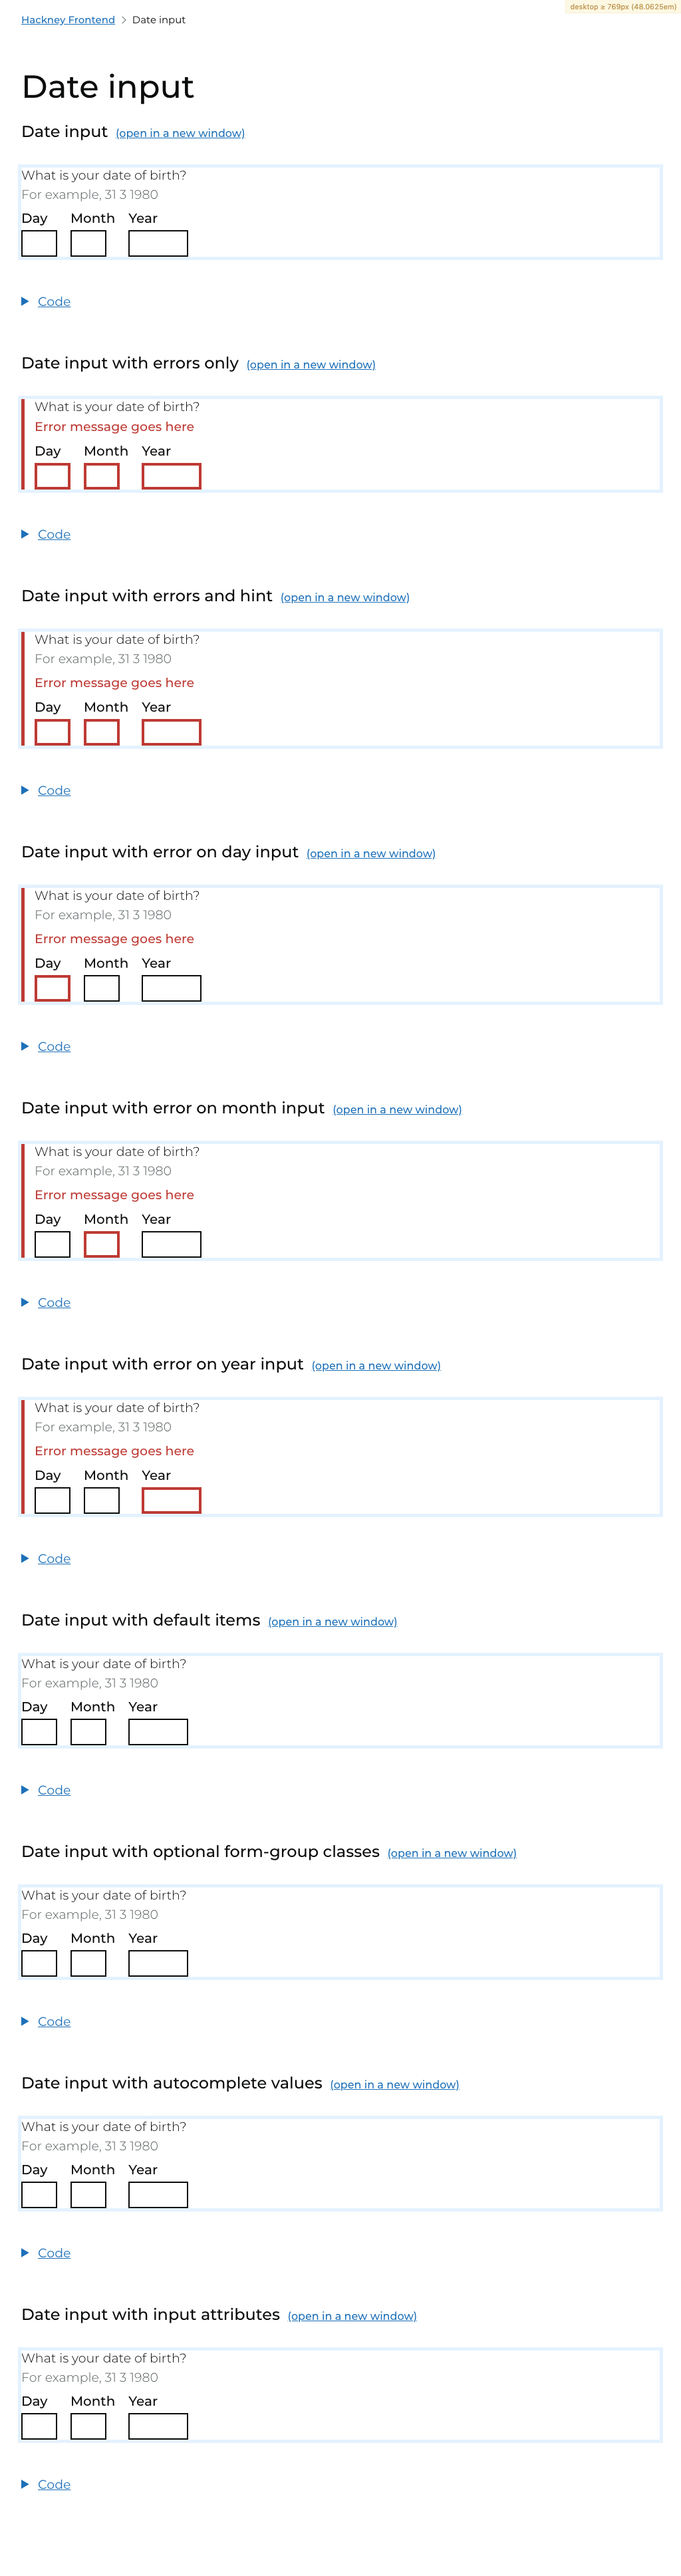 desktop ≥ 769px (48.0625em)
Hackney Frontend > Date input
Date input
Date input (open in a new window)
What is your date of birth?
For example, 31 3 1980
Day Month Year
Code
Date input with errors only (open in a new window)
What is your date of birth?
Error message goes here
Day Month Year
Code
Date input with errors and hint (open in a new window)
What is your date of birth?
For example, 31 3 1980
Error message goes here
Day Month Year
Code
Date input with error on day input (open in a new window)
What is your date of birth?
For example, 31 3 1980
Error message goes here
Day Month Year
Code
Date input with error on month input (open in a new window)
What is your date of birth?
For example, 31 3 1980
Error message goes here
Day Month Year
Code
Date input with error on year input (open in a new window)
What is your date of birth?
For example, 31 3 1980
Error message goes here
Day Month Year
Code
Date input with default items (open in a new window)
What is your date of birth?
For example, 31 3 1980
Day Month Year
Code
Date input with optional form-group classes (open in a new window)
What is your date of birth?
For example, 31 3 1980
Day Month Year
Code
Date input with autocomplete values (open in a new window)
What is your date of birth?
For example, 31 3 1980
Day Month Year
Code
Date input with input attributes (open in a new window)
What is your date of birth?
For example, 31 3 1980
Day Month Year
Code